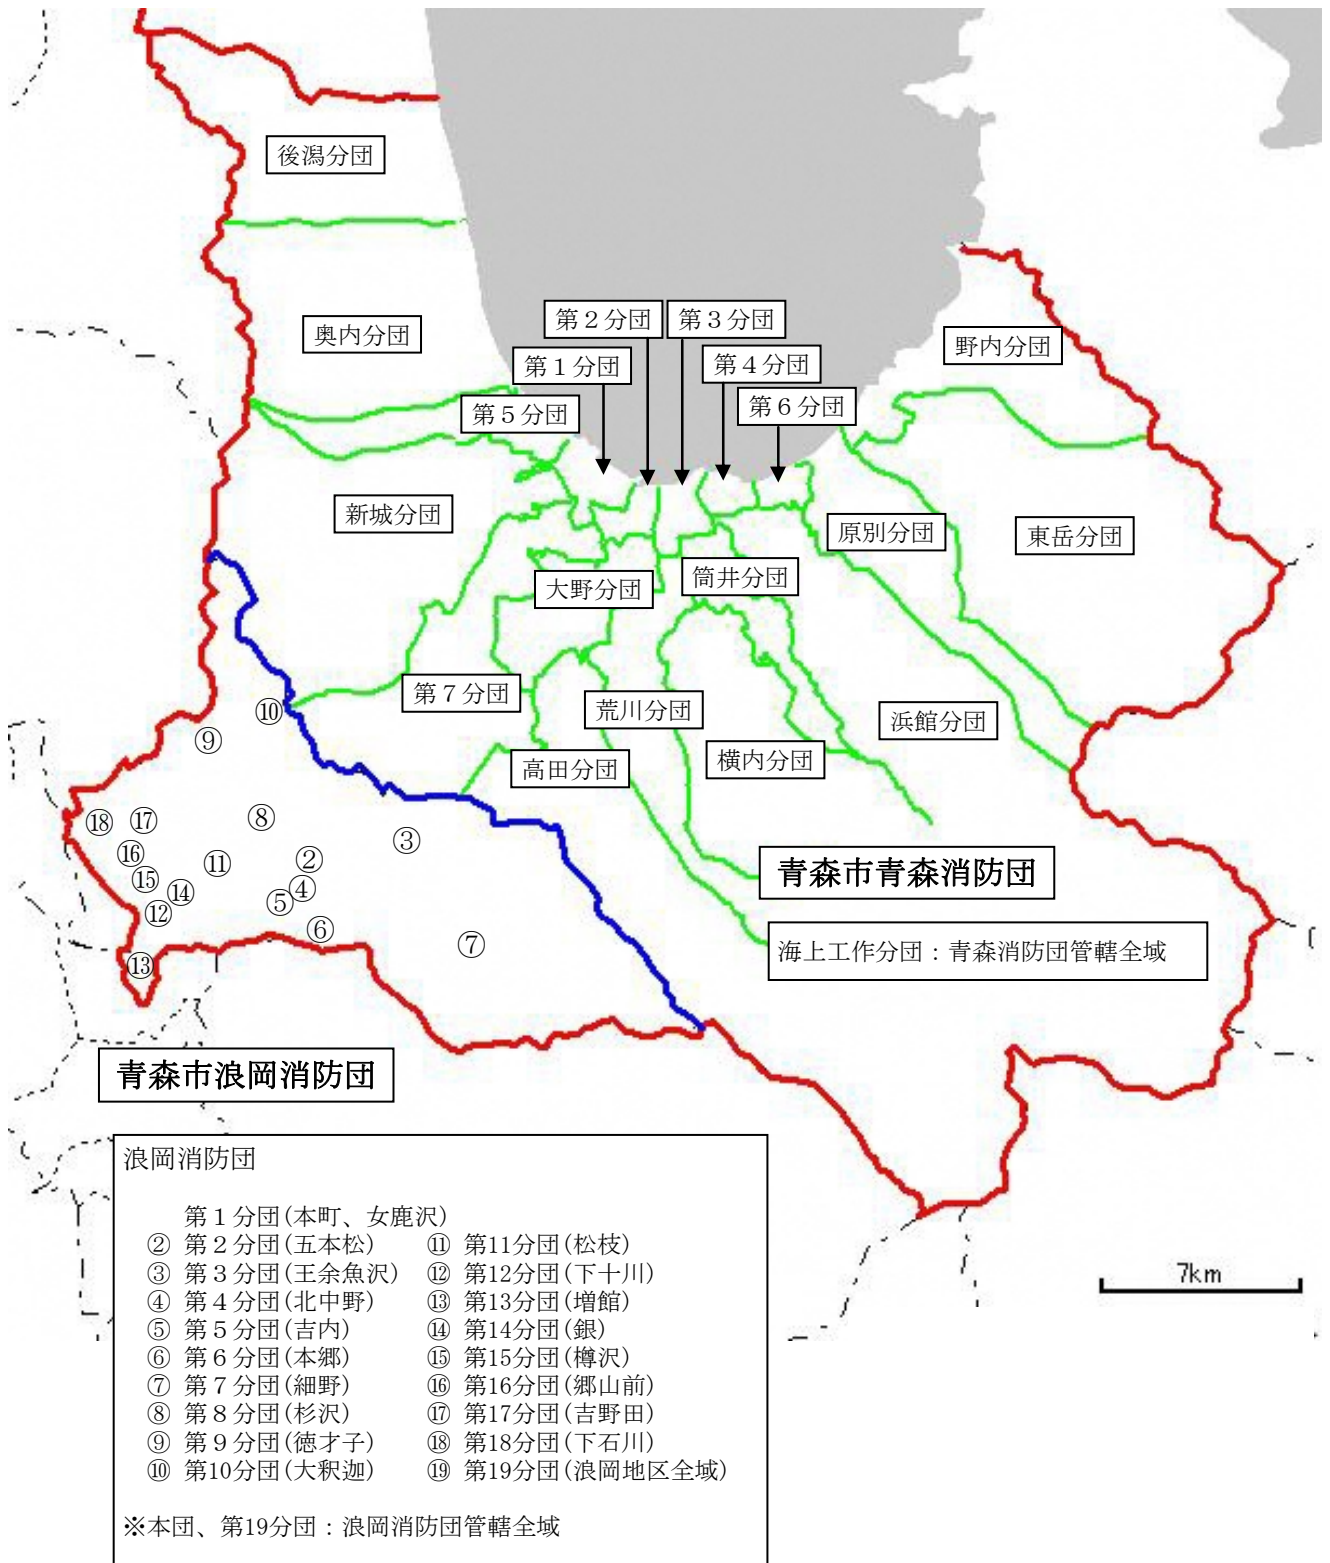 後潟分団
奥内分団
第２分団
第３分団
野内分団
第１分団
第４分団
第５分団
第６分団
新城分団
原別分団
東岳分団
大野分団
筒井分団
第７分団
荒川分団
浜館分団
高田分団
横内分団
⑩
⑨
⑱
⑰
⑧
③
⑯
⑪
②
⑮
⑭
④
⑤
⑫
⑥
⑦
⑬
青森市青森消防団
海上工作分団：青森消防団管轄全域
青森市浪岡消防団
7km
浪岡消防団
第１分団(本町、女鹿沢)
② 第２分団(五本松)
③ 第３分団(王余魚沢)
④ 第４分団(北中野)
⑤ 第５分団(吉内)
⑥ 第６分団(本郷)
⑦ 第７分団(細野)
⑧ 第８分団(杉沢)
⑨ 第９分団(徳才子)
⑩ 第10分団(大釈迦)
⑪ 第11分団(松枝)
⑫ 第12分団(下十川)
⑬ 第13分団(増館)
⑭ 第14分団(銀)
⑮ 第15分団(樽沢)
⑯ 第16分団(郷山前)
⑰ 第17分団(吉野田)
⑱ 第18分団(下石川)
⑲ 第19分団(浪岡地区全域)
※本団、第19分団：浪岡消防団管轄全域